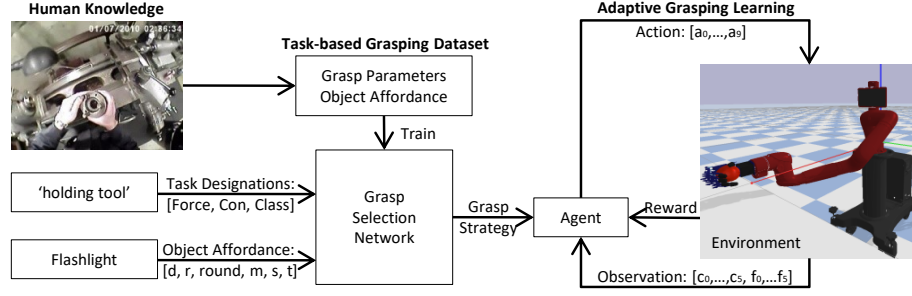 Human Knowledge
01/07/2010 02:36:34
Task-based Grasping Dataset
Grasp Parameters
Object Affordance
Train
'holding tool'
Task Designations:
[Force, Con, Class]
Flashlight
Object Affordance:
[d, r, round, m, s, t]
Grasp
Selection
Network
Grasp
Strategy
Adaptive Grasping Learning
Action: [a₀,…,a₉]
Agent
Reward
Environment
Observation: [c₀,…,c₅, f₀,…f₅]